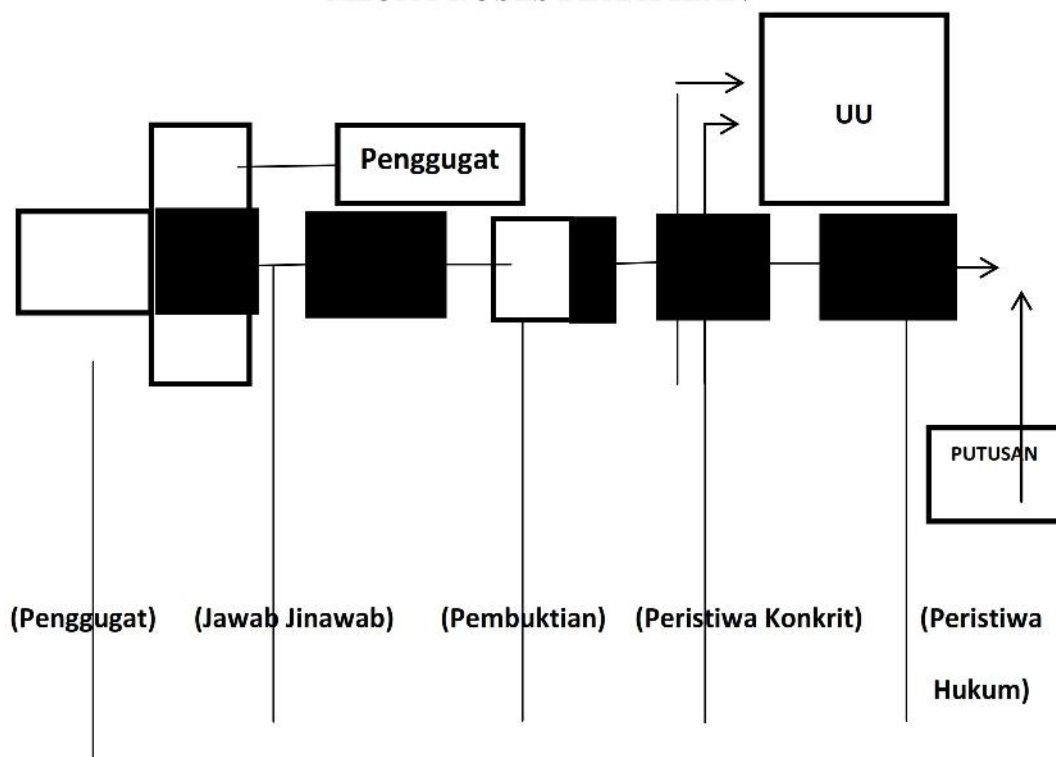 UU
Penggugat
PUTUSAN
(Penggugat) (Jawab Jinawab) (Pembuktian) (Peristiwa Konkrit) (Peristiwa
Hukum)